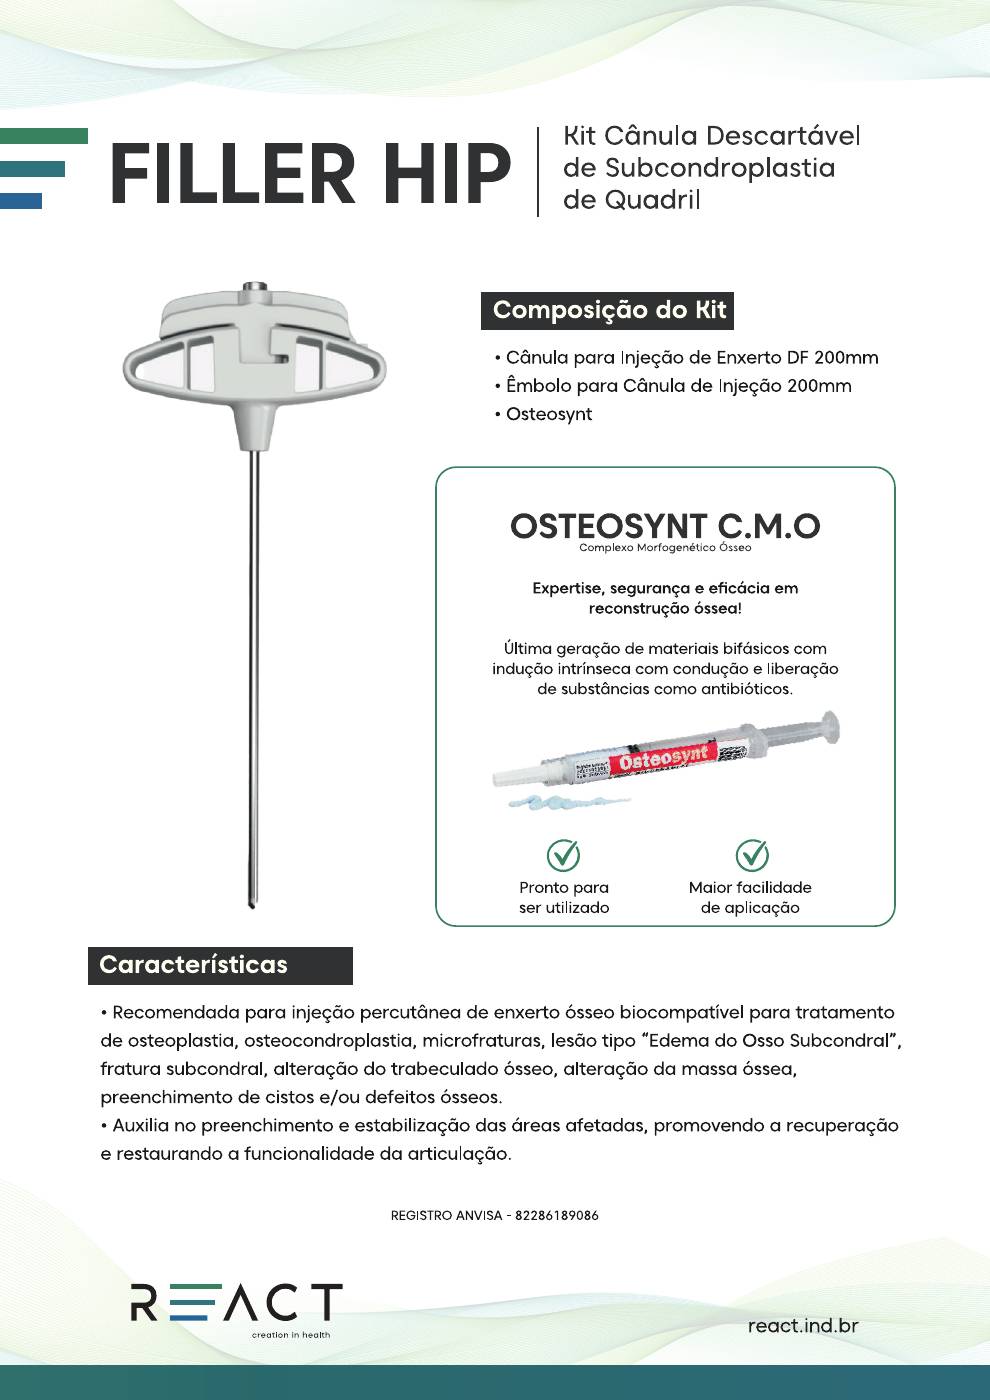 FILLER HIP
Kit Cânula Descartável
de Subcondroplastia
de Quadril
Composição do Kit
• Cânula para Injeção de Enxerto DF 200mm
• Êmbolo para Cânula de Injeção 200mm
• Osteosynt
OSTEOSYNT C.M.O
Complexo Morfogenético Ósseo
Expertise, segurança e eficácia em
reconstrução óssea!
Última geração de materiais bifásicos com
indução intrínseca com condução e liberação
de substâncias como antibióticos.
Osteosynt
Pronto para
ser utilizado
Maior facilidade
de aplicação
Características
• Recomendada para injeção percutânea de enxerto ósseo biocompatível para tratamento
de osteoplastia, osteocondroplastia, microfraturas, lesão tipo “Edema do Osso Subcondral”,
fratura subcondral, alteração do trabeculado ósseo, alteração da massa óssea,
preenchimento de cistos e/ou defeitos ósseos.
• Auxilia no preenchimento e estabilização das áreas afetadas, promovendo a recuperação
e restaurando a funcionalidade da articulação.
REGISTRO ANVISA - 82286189086
REACT
creation in health
react.ind.br